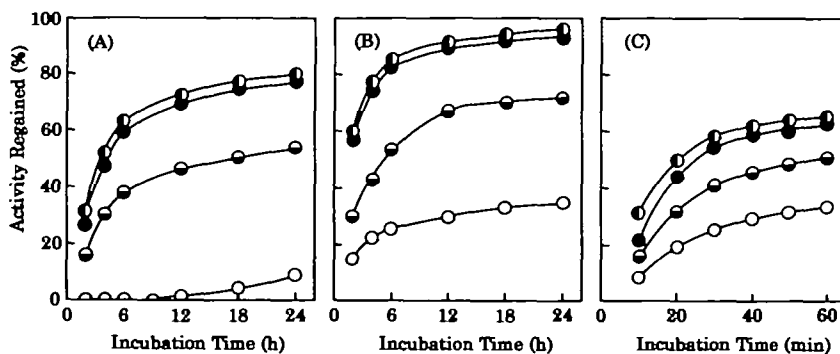 (A)
(B)
(C)
Activity Regained (%)
100
80
60
40
20
0
0 6 12 18 24
0 6 12 18 24
0 20 40 60
Incubation Time (h)
Incubation Time (h)
Incubation Time (min)